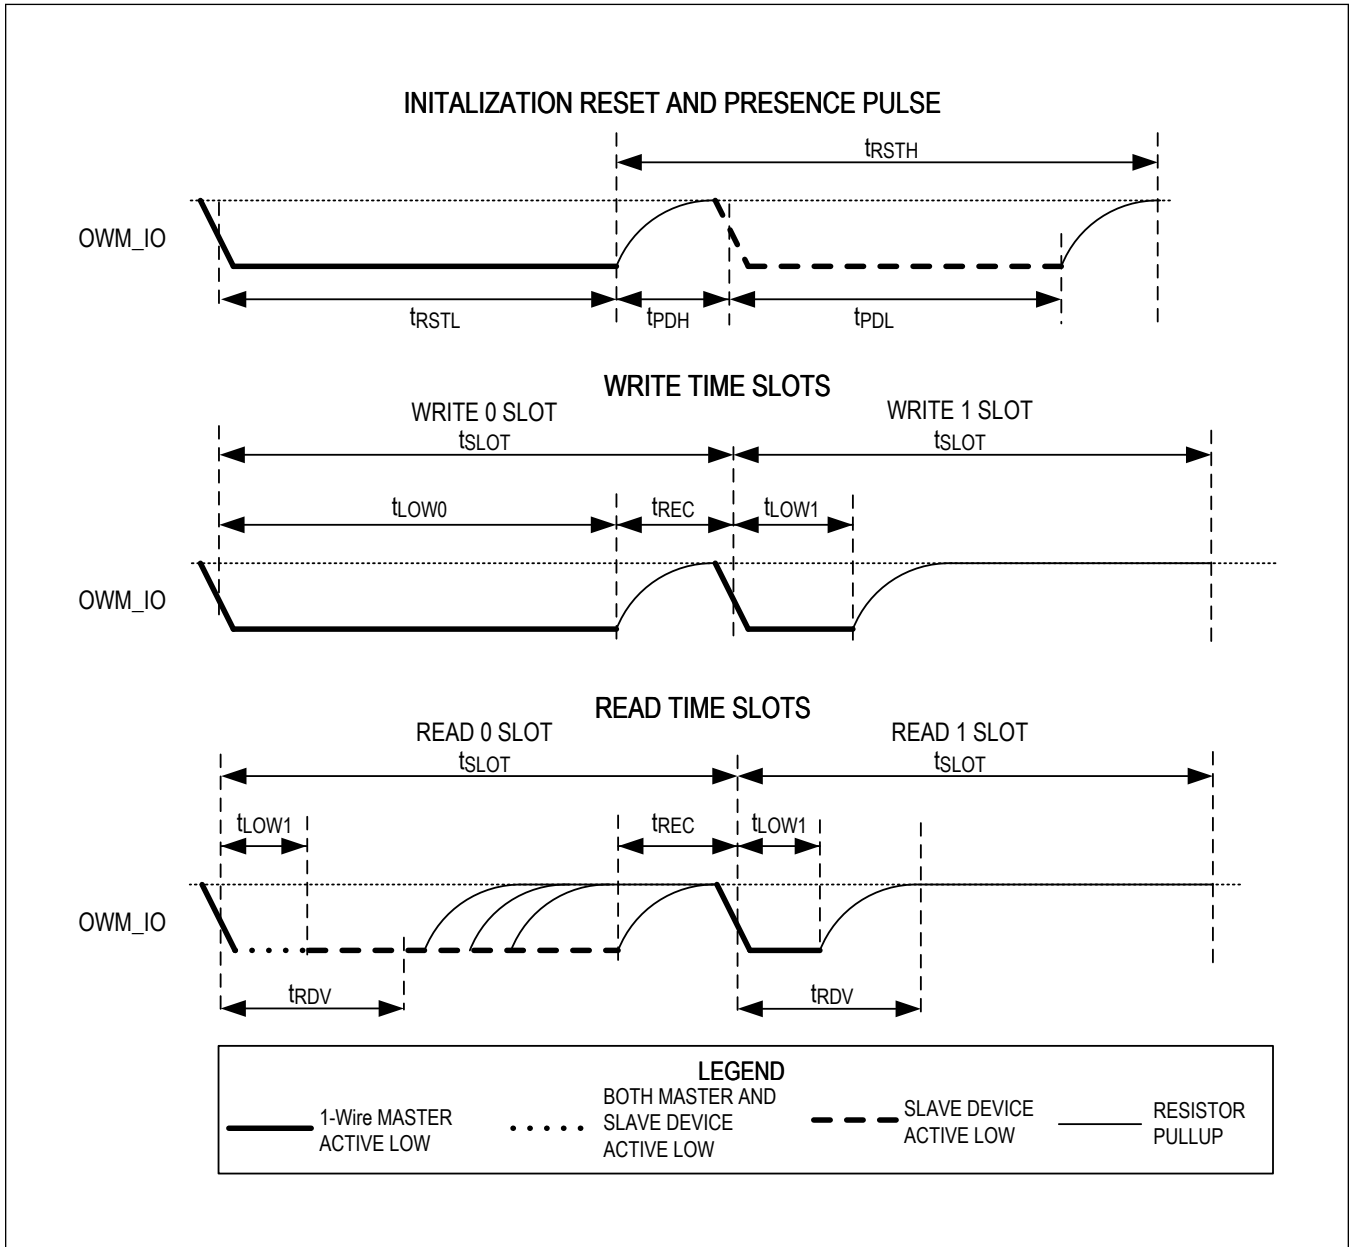 INITALIZATION RESET AND PRESENCE PULSE
tRSTH
OWM_IO
tRSTL
tPDH
tPDL
WRITE TIME SLOTS
WRITE 0 SLOT
tSLOT
WRITE 1 SLOT
tSLOT
tLOW0
tREC
tLOW1
OWM_IO
READ TIME SLOTS
READ 0 SLOT
tSLOT
READ 1 SLOT
tSLOT
tLOW1
tREC
tLOW1
OWM_IO
tRDV
tRDV
LEGEND
1-Wire MASTER
ACTIVE LOW
BOTH MASTER AND
SLAVE DEVICE
ACTIVE LOW
SLAVE DEVICE
ACTIVE LOW
RESISTOR
PULLUP